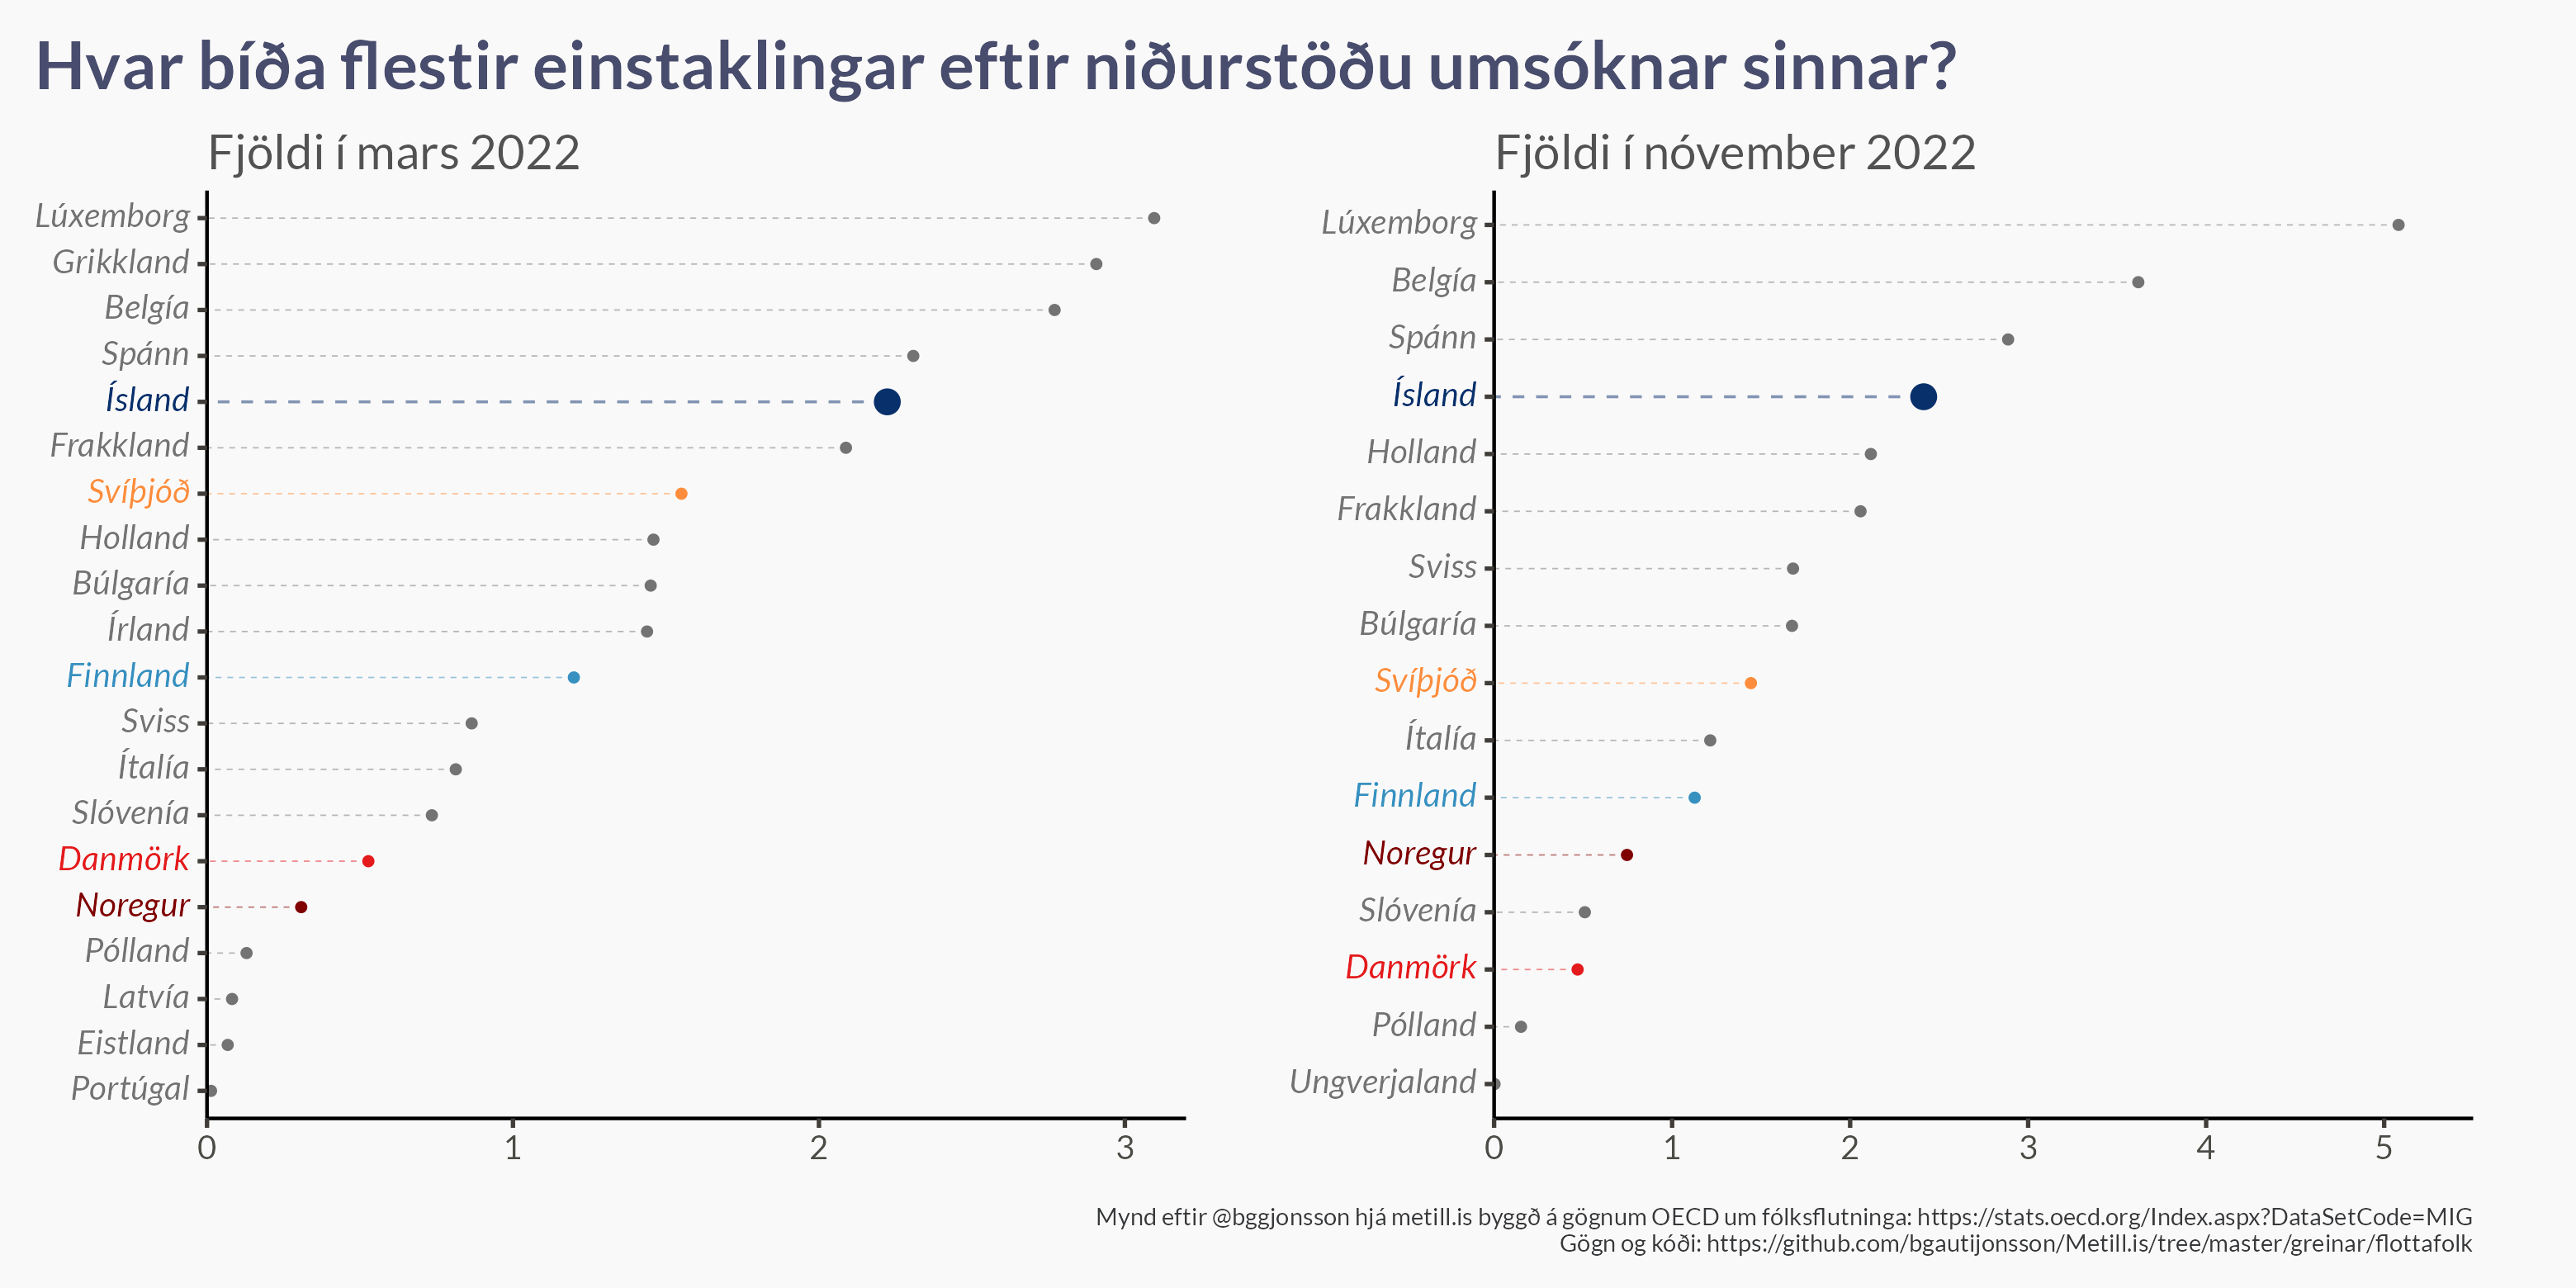 Hvar bíða flestir einstaklingar eftir niðurstöðu umsóknar sinnar?
Fjöldi í mars 2022
Lúxemborg
Grikkland
Belgía
Spánn
Ísland
Frakkland
Svíþjóð
Holland
Búlgaría
Írland
Finnland
Sviss
Ítalía
Slóvenía
Danmörk
Noregur
Pólland
Latvía
Eistland
Portúgal
0 1 2 3
Fjöldi í nóvember 2022
Lúxemborg
Belgía
Spánn
Ísland
Holland
Frakkland
Sviss
Búlgaría
Svíþjóð
Ítalía
Finnland
Noregur
Slóvenía
Danmörk
Pólland
Ungverjaland
0 1 2 3 4 5
Mynd eftir @bggjonsson hjá metill.is byggð á gögnum OECD um fólksflutninga: https://stats.oecd.org/Index.aspx?DataSetCode=MIG
Gögn og kóði: https://github.com/bgautijonsson/Metill.is/tree/master/greinar/flottafolk